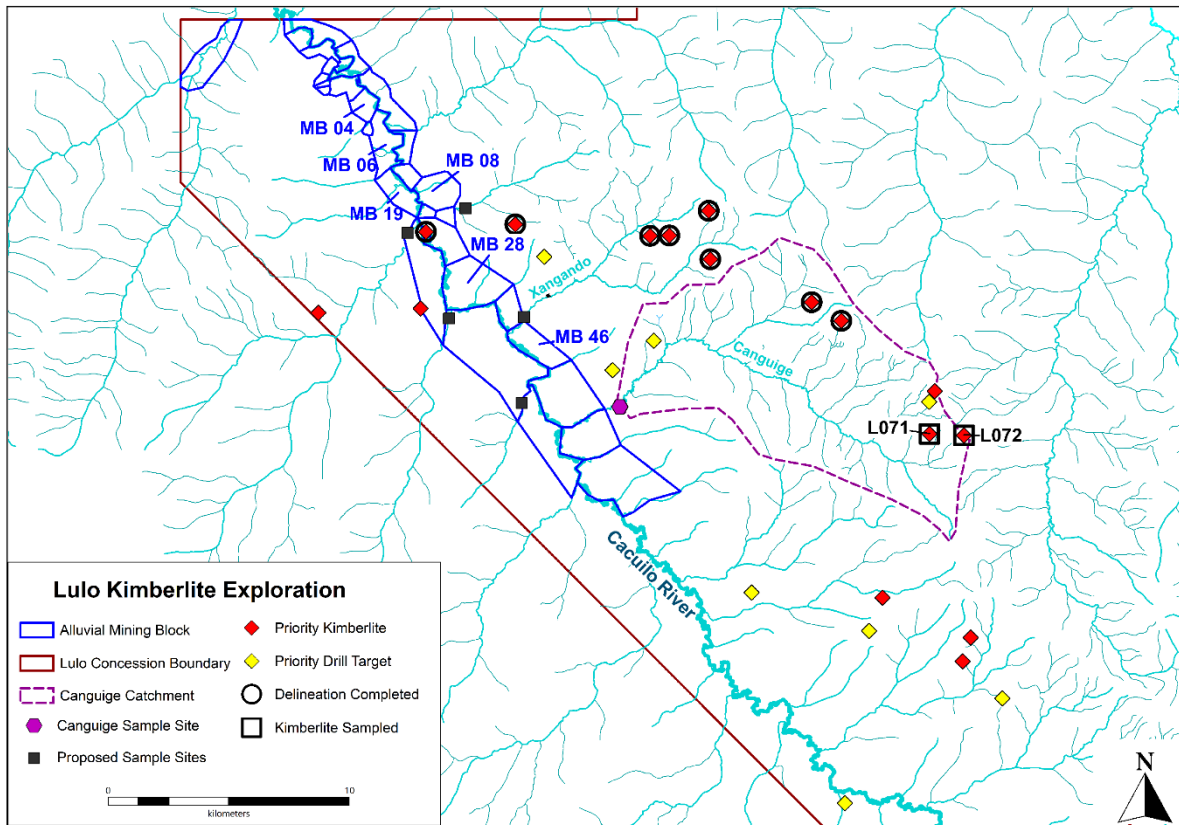 MB 04
MB 06
MB 08
MB 19
MB 28
Xangando
MB 46
Canguige
L071
L072
Cacuilo River
Lulo Kimberlite Exploration
Alluvial Mining Block
Priority Kimberlite
Lulo Concession Boundary
Priority Drill Target
Canguige Catchment
Delineation Completed
Canguige Sample Site
Kimberlite Sampled
Proposed Sample Sites
0 10
kilometers
N